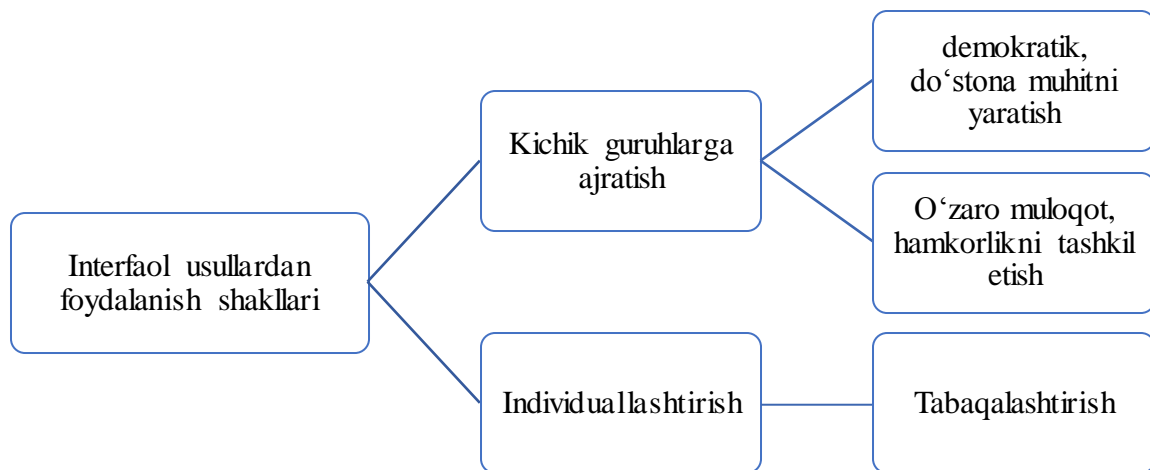 Interfaol usullardan
foydalanish shakllari
Kichik guruhlarga
ajratish
demokratik,
do‘stona muhitni
yaratish
O‘zaro muloqot,
hamkorlikni tashkil
etish
Individuallashtirish
Tabaqalashtirish